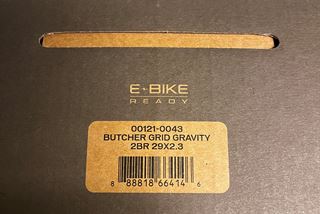 E-BIKE
READY
00121-0043
BUTCHER GRID GRAVITY
2BR 29X2.3
8 88818 66414 6